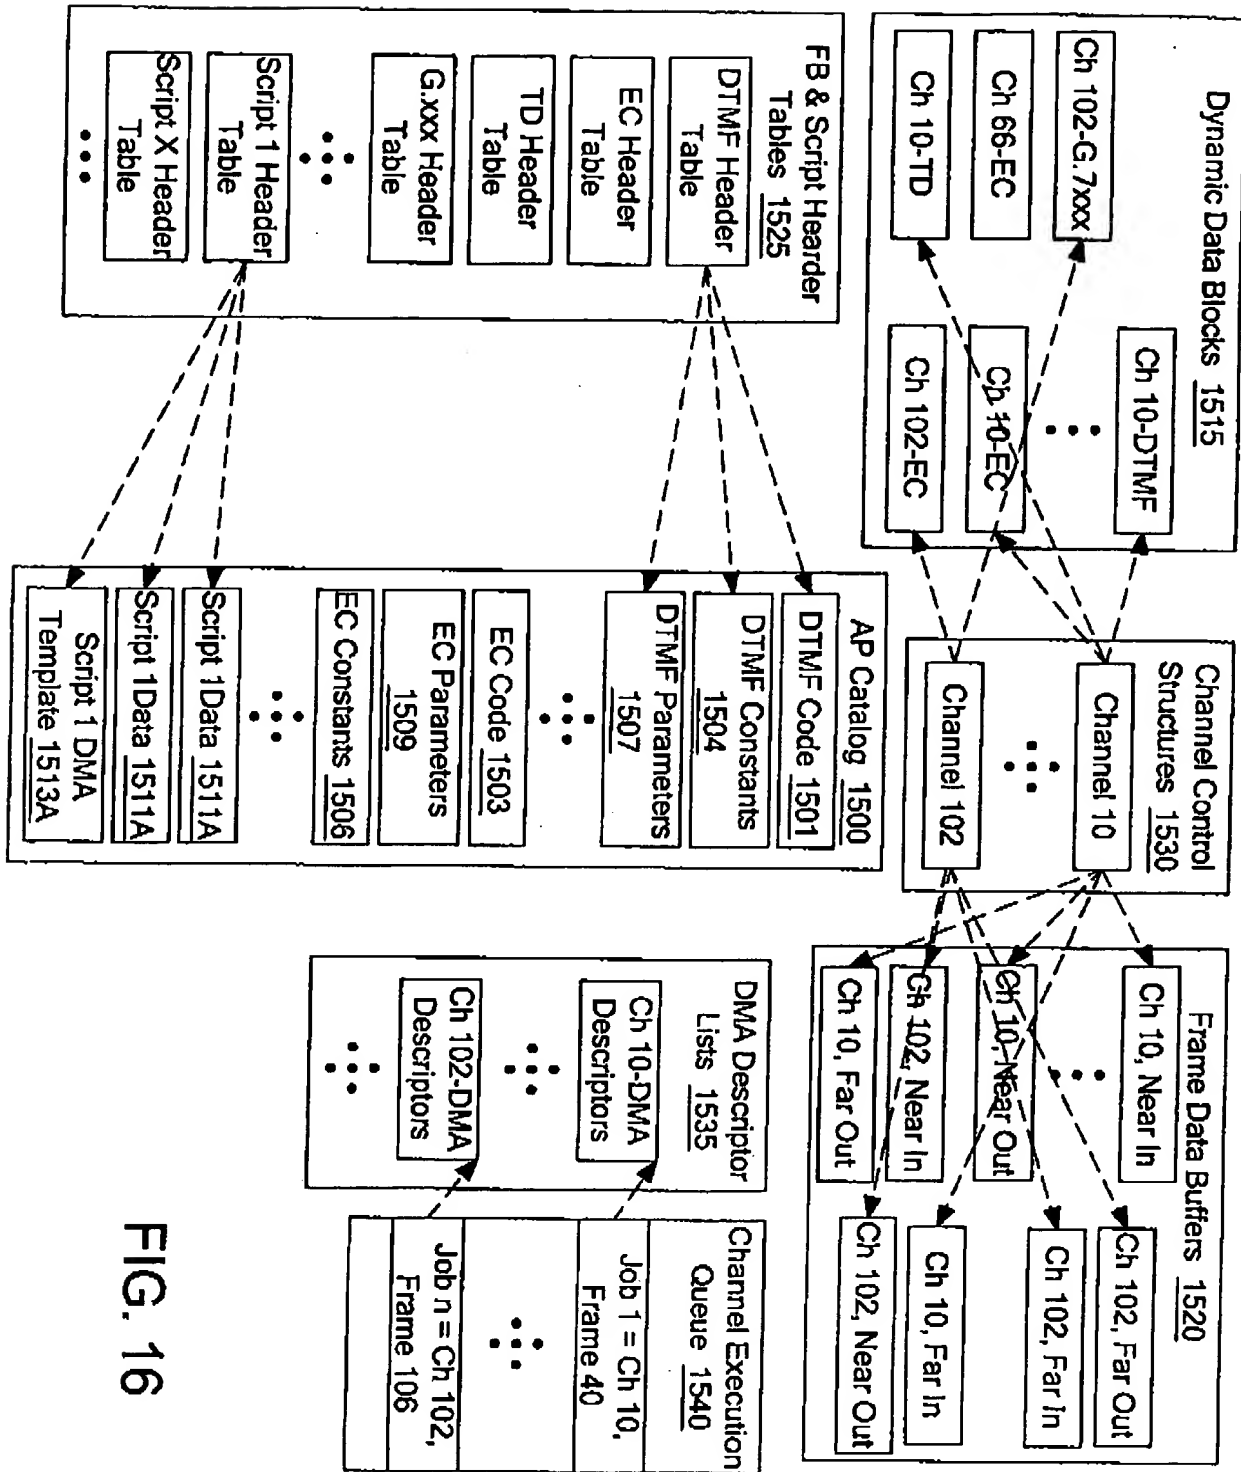 Dynamic Data Blocks 1515
Ch 102-G.7xxx
Ch 66-EC
Ch 10-TD
Ch 10-DTMF
Ch 10-EC
Ch 102-EC
Channel Control
Structures 1530
Channel 10
Channel 102
Frame Data Buffers 1520
Ch 10, Near In
Ch 10, Near Out
Ch 102, Near In
Ch 10, Far Out
Ch 102, Far Out
Ch 102, Far In
Ch 10, Far In
Ch 102, Near Out
FB & Script Hearder
Tables 1525
DTMF Header
Table
EC Header
Table
TD Header
Table
G.xxx Header
Table
Script 1 Header
Table
Script X Header
Table
AP Catalog 1500
DTMF Code 1501
DTMF Constants
1504
DTMF Parameters
1507
EC Code 1503
EC Parameters
1509
EC Constants 1506
Script 1Data 1511A
Script 1Data 1511A
Script 1 DMA
Template 1513A
DMA Descriptor
Lists 1535
Ch 10-DMA
Descriptors
Ch 102-DMA
Descriptors
Channel Execution
Queue 1540
Job 1 = Ch 10,
Frame 40
Job n = Ch 102,
Frame 106
FIG. 16